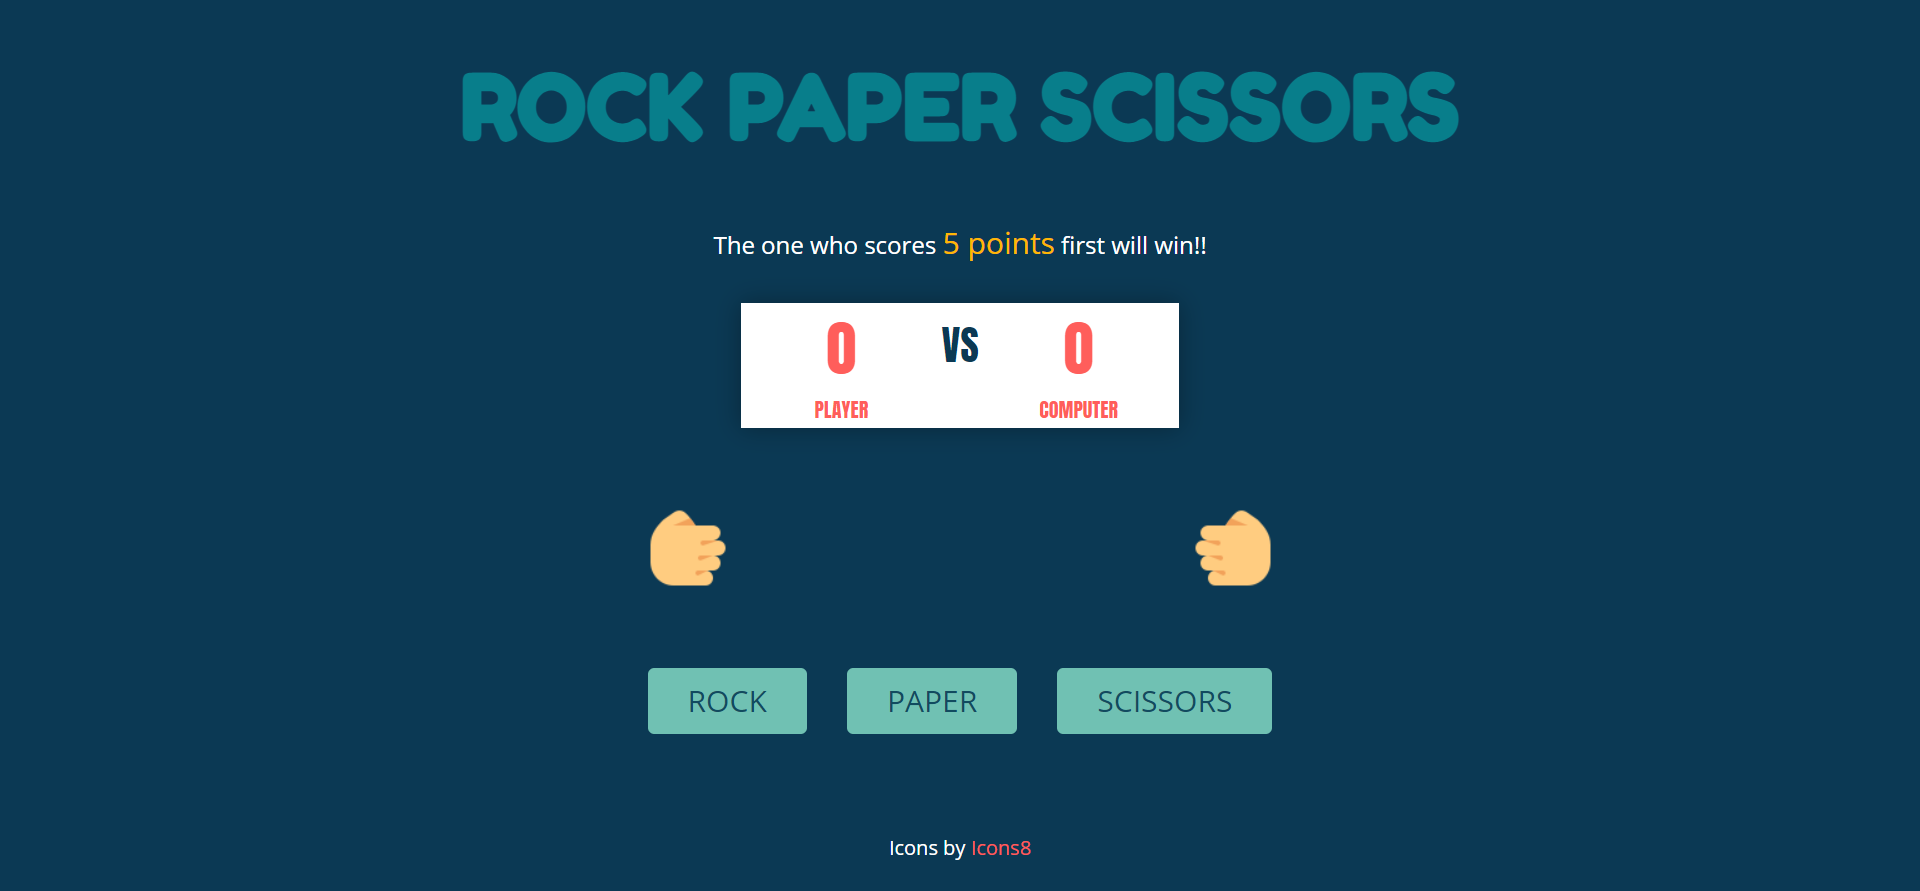 ROCK PAPER SCISSORS
The one who scores 5 points first will win!!
0 VS 0
PLAYER COMPUTER
ROCK PAPER SCISSORS
Icons by Icons8